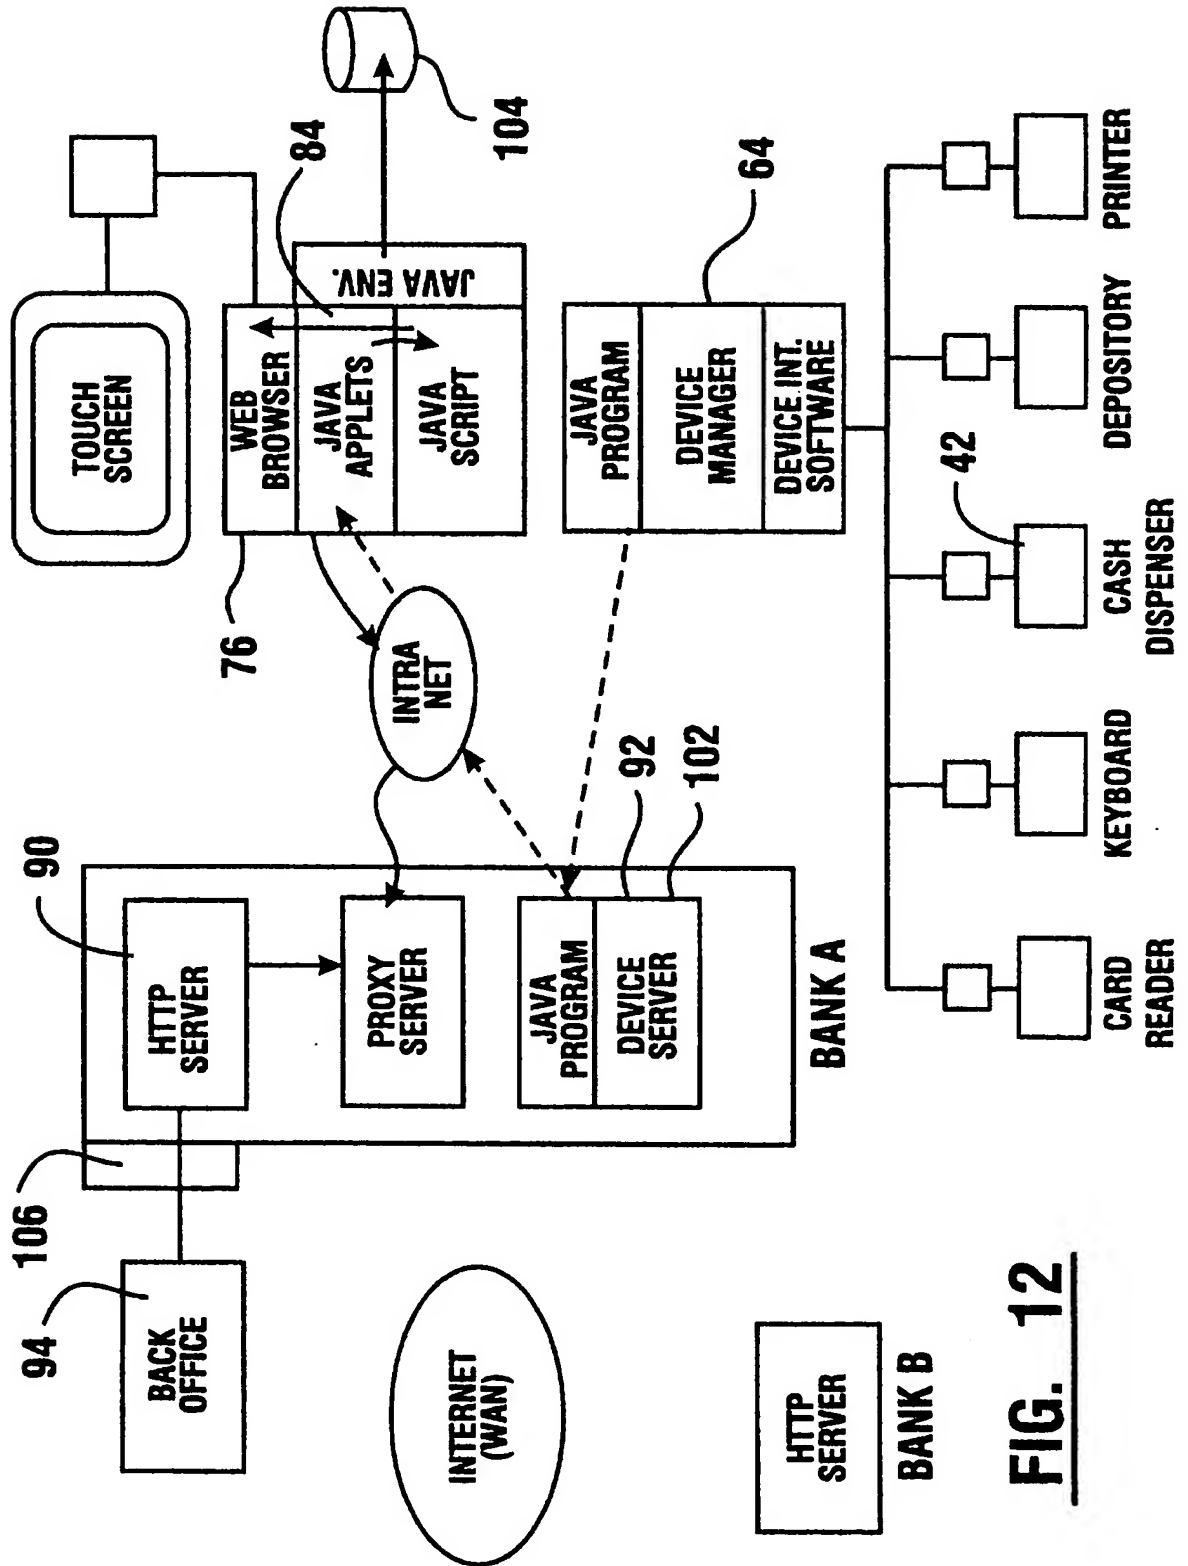 94
BACK
OFFICE
106
90
HTTP
SERVER
PROXY
SERVER
JAVA
PROGRAM
DEVICE
SERVER
92
102
BANK A
INTERNET
(WAN)
HTTP
SERVER
BANK B
INTRA
NET
76
TOUCH
SCREEN
WEB
BROWSER
JAVA
APPLETS
JAVA
SCRIPT
JAVA ENV.
84
104
JAVA
PROGRAM
DEVICE
MANAGER
DEVICE INT.
SOFTWARE
64
42
CARD
READER
KEYBOARD
CASH
DISPENSER
DEPOSITORY
PRINTER
FIG. 12